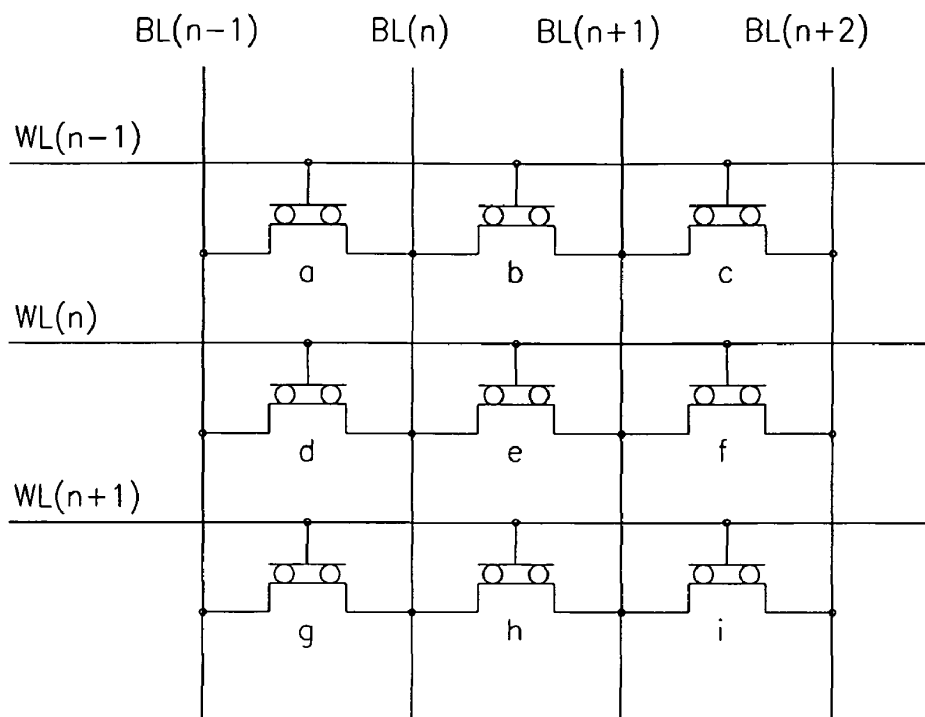 BL(n-1) BL(n) BL(n+1) BL(n+2)
WL(n-1)
a b c
WL(n)
d e f
WL(n+1)
g h i